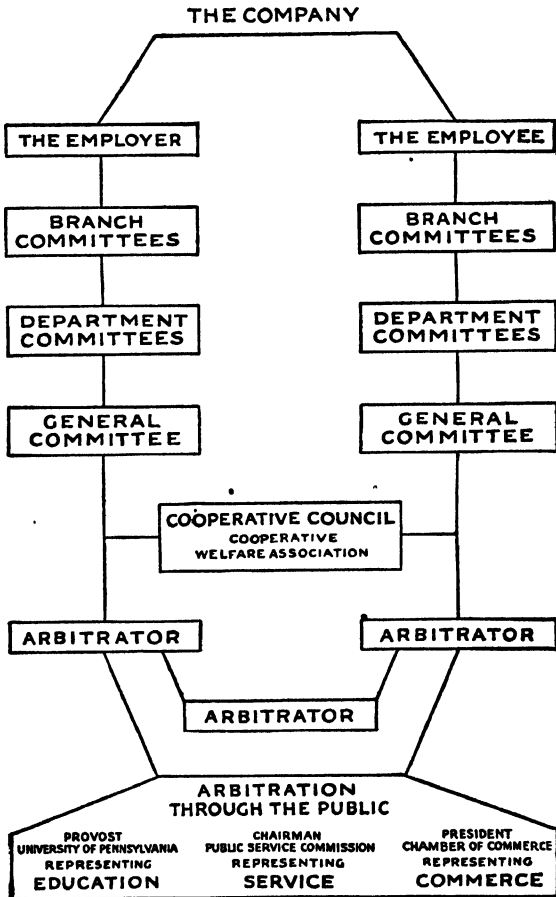 THE COMPANY
THE EMPLOYER
THE EMPLOYEE
BRANCH
COMMITTEES
BRANCH
COMMITTEES
DEPARTMENT
COMMITTEES
DEPARTMENT
COMMITTEES
GENERAL
COMMITTEE
GENERAL
COMMITTEE
COOPERATIVE COUNCIL
COOPERATIVE
WELFARE ASSOCIATION
ARBITRATOR
ARBITRATOR
ARBITRATOR
ARBITRATION
THROUGH THE PUBLIC
PROVOST
UNIVERSITY OF PENNSYLVANIA
REPRESENTING
EDUCATION
CHAIRMAN
PUBLIC SERVICE COMMISSION
REPRESENTING
SERVICE
PRESIDENT
CHAMBER OF COMMERCE
REPRESENTING
COMMERCE